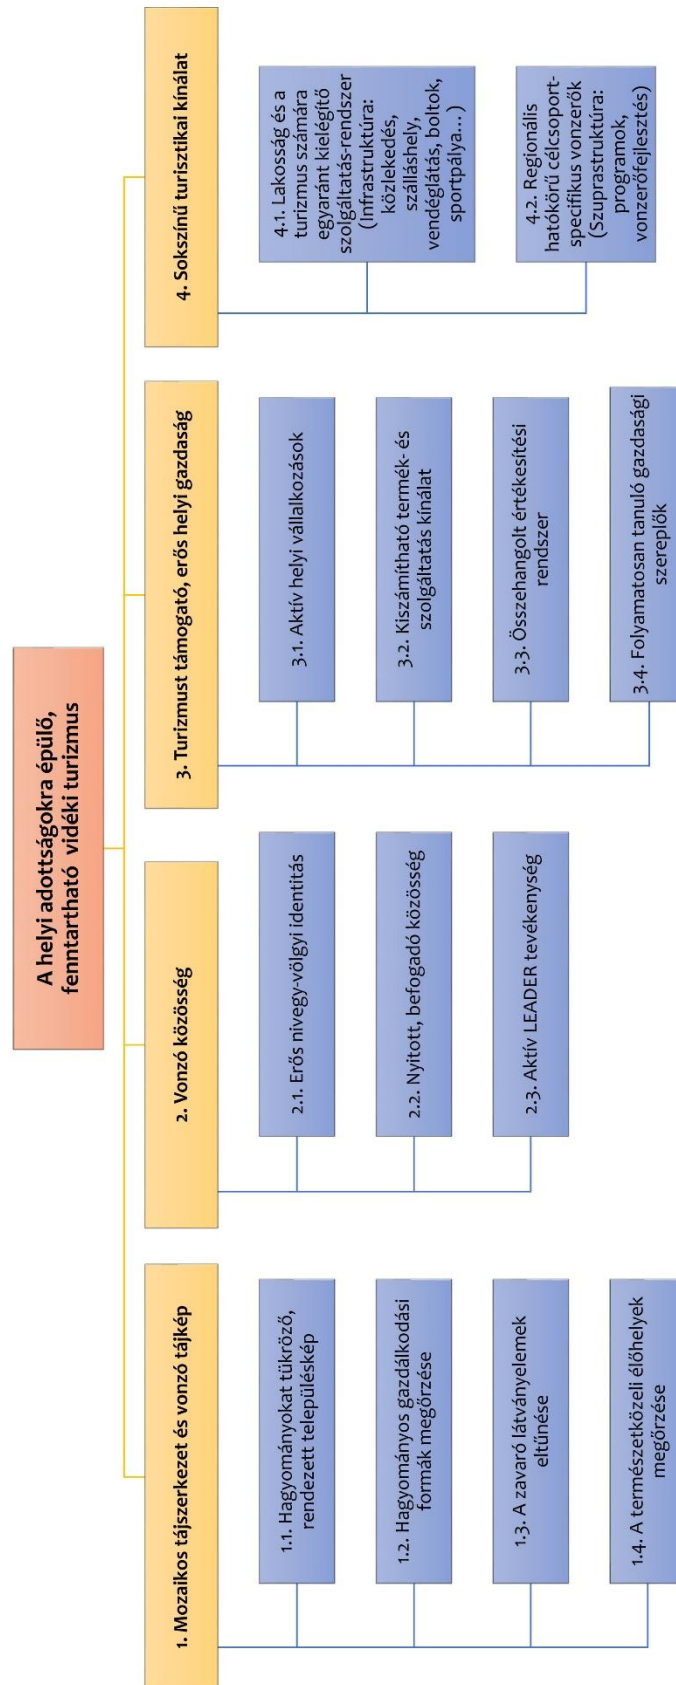 A helyi adottságokra épülő,
fenntartható vidéki turizmus
1. Mozaikos tájszerkezet és vonzó tájkép
1.1. Hagyományokat tükröző,
rendezett településkép
1.2. Hagyományos gazdálkodási
formák megőrzése
1.3. A zavaró látványelemek
eltűnése
1.4. A természetközeli élőhelyek
megőrzése
2. Vonzó közösség
2.1. Erős nivegy-völgyi identitás
2.2. Nyitott, befogadó közösség
2.3. Aktív LEADER tevékenység
3. Turizmust támogató, erős helyi gazdaság
3.1. Aktív helyi vállalkozások
3.2. Kiszámítható termék- és
szolgáltatás kínálat
3.3. Összehangolt értékesítési
rendszer
3.4. Folyamatosan tanuló gazdasági
szereplők
4. Sokszínű turisztikai kínálat
4.1. Lakosság és a
turizmus számára
egyaránt kielégítő
szolgáltatás-rendszer
(Infrastruktúra:
közlekedés,
szálláshely,
vendéglátás, boltok,
sportpálya…)
4.2. Regionális
hatókörű célcsoport-
specifikus vonzerők
(Szuprastruktúra:
programok,
vonzerőfejlesztés)